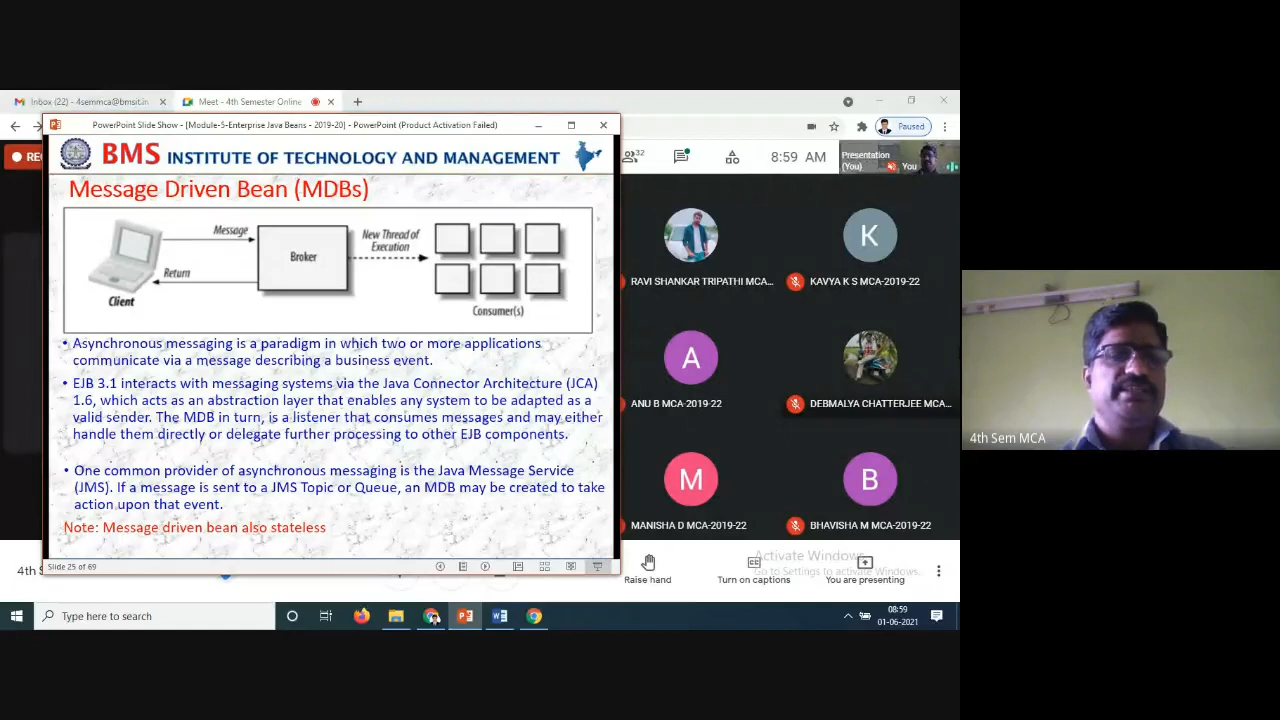 Inbox (22) - 4semmca@bmsit.in
Meet - 4th Semester Online
PowerPoint Slide Show - [Module-5-Enterprise Java Beans - 2019-20] - PowerPoint (Product Activation Failed)
Paused
REC
BMS INSTITUTE OF TECHNOLOGY AND MANAGEMENT
32
8:59 AM
Presentation
(You)
You
Message Driven Bean (MDBs)
Message
Return
Client
Broker
New Thread of
Execution
Consumer(s)
• Asynchronous messaging is a paradigm in which two or more applications
communicate via a message describing a business event.
• EJB 3.1 interacts with messaging systems via the Java Connector Architecture (JCA)
1.6, which acts as an abstraction layer that enables any system to be adapted as a
valid sender. The MDB in turn, is a listener that consumes messages and may either
handle them directly or delegate further processing to other EJB components.
• One common provider of asynchronous messaging is the Java Message Service
(JMS). If a message is sent to a JMS Topic or Queue, an MDB may be created to take
action upon that event.
Note: Message driven bean also stateless
Slide 25 of 69
RAVI SHANKAR TRIPATHI MCA...
K
KAVYA K S MCA-2019-22
A
ANU B MCA-2019-22
DEBMALYA CHATTERJEE MCA...
M
MANISHA D MCA-2019-22
B
BHAVISHA M MCA-2019-22
4th Sem MCA
4th S
Raise hand
Turn on captions
You are presenting
Activate Windows
Go to Settings to activate Windows.
Type here to search
08:59
01-06-2021